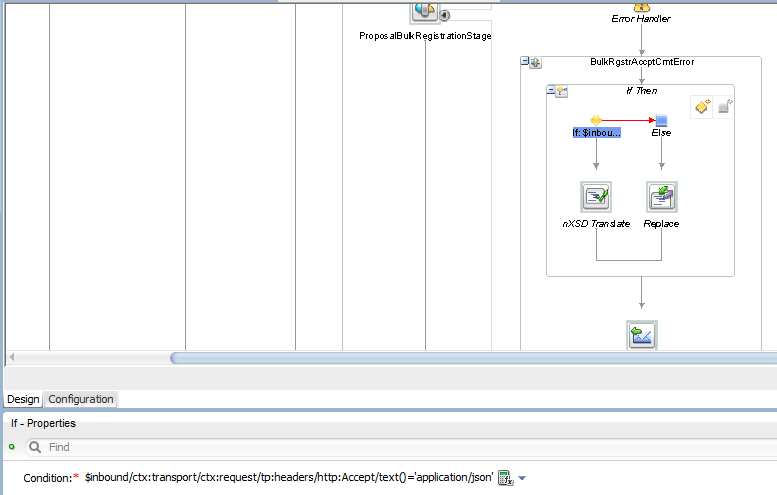 Error Handler
ProposalBulkRegistrationStage
BulkRgstrAccptCmtError
If Then
If: $inbou...
Else
nXSD Translate
Replace
Design
Configuration
If - Properties
Find
Condition:* $inbound/ctx:transport/ctx:request/tp:headers/http:Accept/text()='application/json'